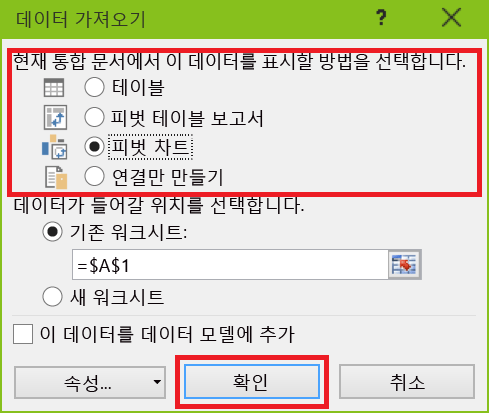 데이터 가져오기
?
현재 통합 문서에서 이 데이터를 표시할 방법을 선택합니다.
테이블
피벗 테이블 보고서
피벗 차트
연결만 만들기
데이터가 들어갈 위치를 선택합니다.
기존 워크시트:
=$A$1
새 워크시트
이 데이터를 데이터 모델에 추가
속성... 확인 취소